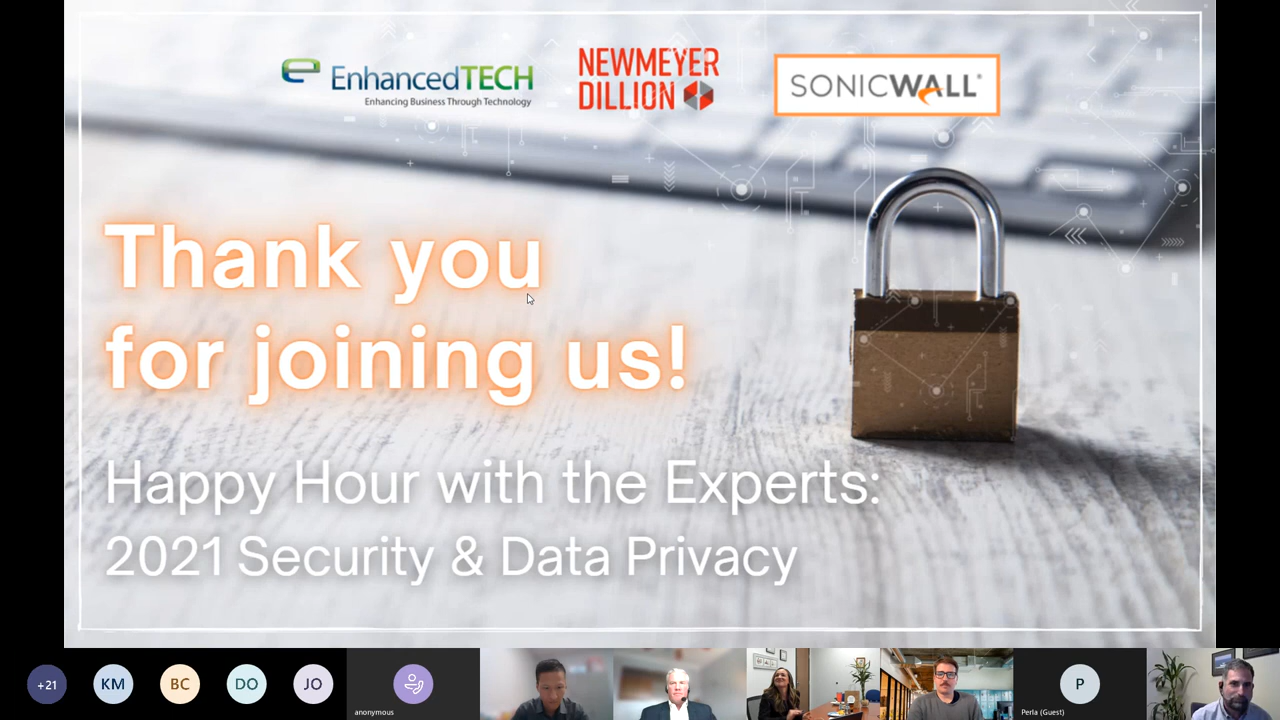 EnhancedTECH
Enhancing Business Through Technology
NEWMEYER
DILLION
SONICWALL®
Thank you
for joining us!
Happy Hour with the Experts:
2021 Security & Data Privacy
+21
KM
BC
DO
JO
anonymous
P
Perla (Guest)